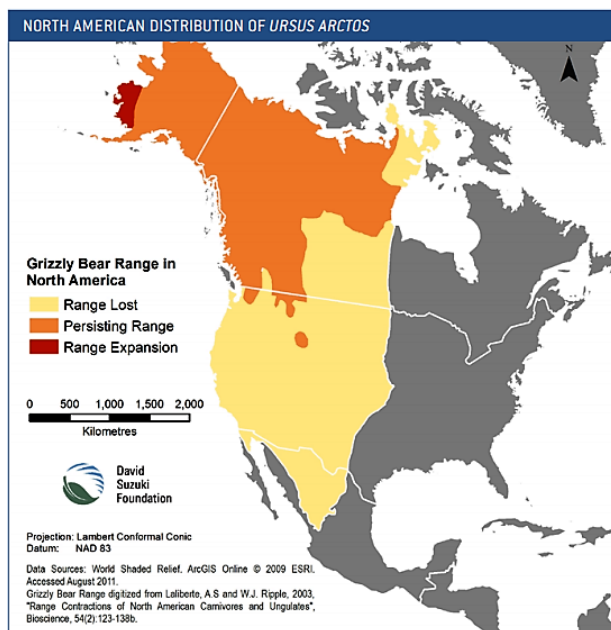 NORTH AMERICAN DISTRIBUTION OF URSUS ARCTOS
N
Grizzly Bear Range in
North America
Range Lost
Persisting Range
Range Expansion
0 500 1,000 1,500 2,000
Kilometres
David
Suzuki
Foundation
Projection: Lambert Conformal Conic
Datum: NAD 83
Data Sources: World Shaded Relief. ArcGIS Online © 2009 ESRI.
Accessed August 2011.
Grizzly Bear Range digitized from Laliberte, A.S and W.J. Ripple, 2003,
"Range Contractions of North American Carnivores and Ungulates",
Bioscience, 54(2):123-138b.